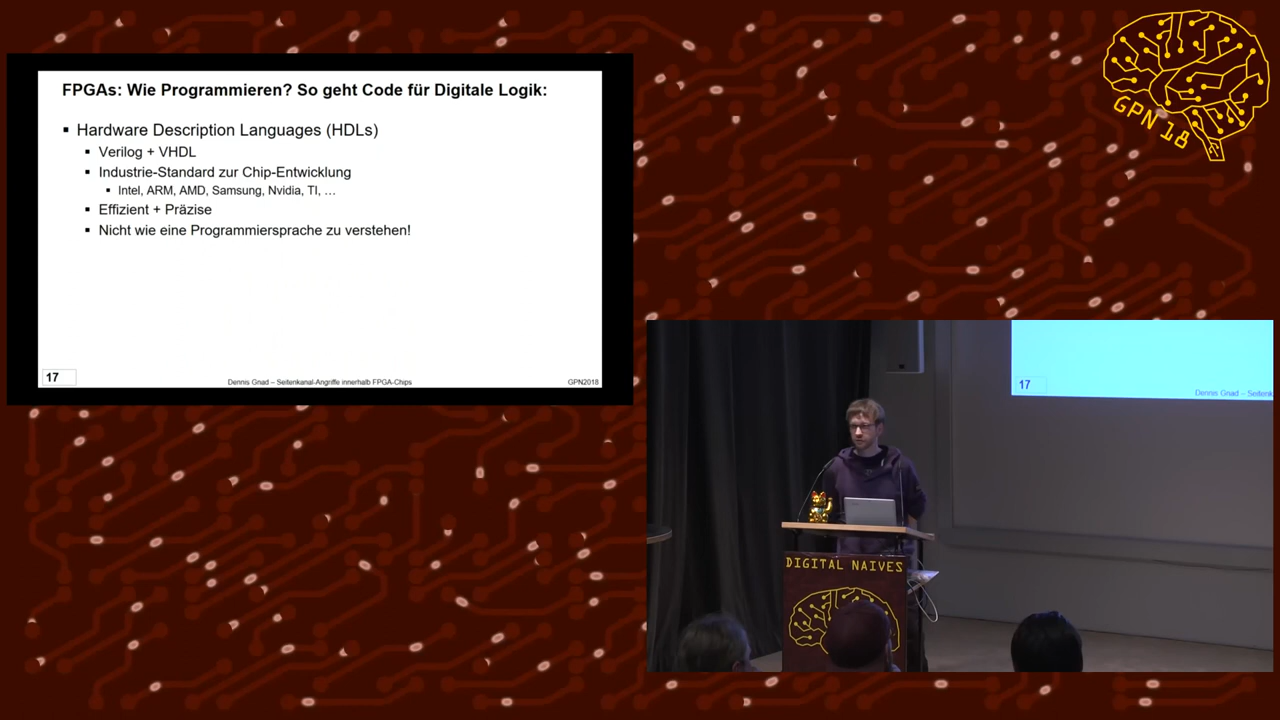 FPGAs: Wie Programmieren? So geht Code für Digitale Logik:
Hardware Description Languages (HDLs)
Verilog + VHDL
Industrie-Standard zur Chip-Entwicklung
Intel, ARM, AMD, Samsung, Nvidia, TI, …
Effizient + Präzise
Nicht wie eine Programmiersprache zu verstehen!
17
Dennis Gnad – Seitenkanal-Angriffe innerhalb FPGA-Chips
GPN2018
GPN 18
17
Dennis Gnad – Seitenk
DIGITAL NAIVES